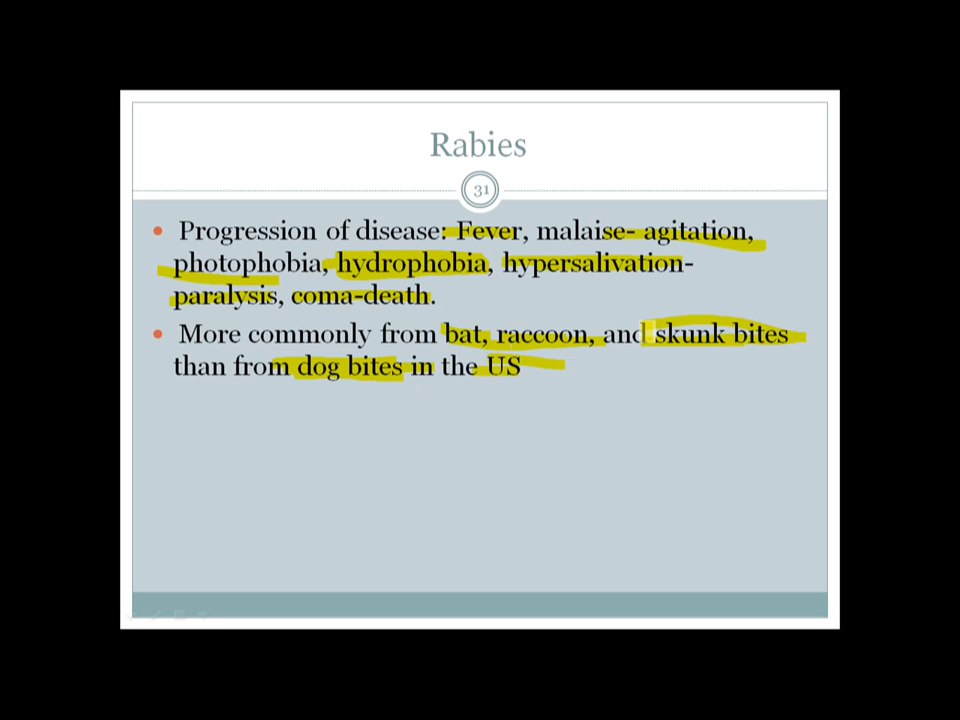 Rabies
31
• Progression of disease: Fever, malaise- agitation,
photophobia, hydrophobia, hypersalivation-
paralysis, coma-death.
• More commonly from bat, raccoon, and skunk bites
than from dog bites in the US